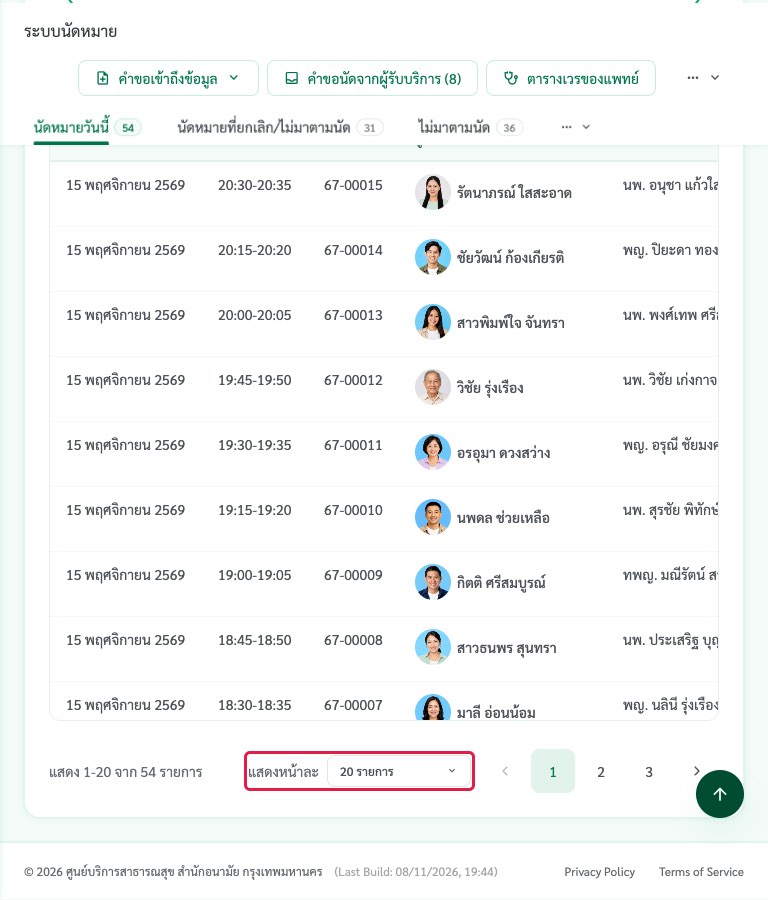 ระบบนัดหมาย
คำขอเข้าถึงข้อมูล คำขอนัดจากผู้รับบริการ (8) ตารางเวรของแพทย์ ...
นัดหมายวันนี้ 54 นัดหมายที่ยกเลิก/ไม่มาตามนัด 31 ไม่มาตามนัด 36 ...
15 พฤศจิกายน 2569 20:30-20:35 67-00015 รัตนาภรณ์ ใสสะอาด นพ. อนุชา แก้วใส
15 พฤศจิกายน 2569 20:15-20:20 67-00014 ชัยวัฒน์ ก้องเกียรติ พญ. ปิยะดา ทอง
15 พฤศจิกายน 2569 20:00-20:05 67-00013 สาวพิมพ์ใจ จันทรา นพ. พงศ์เทพ ศรี
15 พฤศจิกายน 2569 19:45-19:50 67-00012 วิชัย รุ่งเรือง นพ. วิชัย เก่งกาจ
15 พฤศจิกายน 2569 19:30-19:35 67-00011 อรอุมา ดวงสว่าง พญ. อรุณี ชัยมง
15 พฤศจิกายน 2569 19:15-19:20 67-00010 นพดล ช่วยเหลือ นพ. สุรชัย พิทักษ์
15 พฤศจิกายน 2569 19:00-19:05 67-00009 กิตติ ศรีสมบูรณ์ ทพญ. มณีรัตน์
15 พฤศจิกายน 2569 18:45-18:50 67-00008 สาวธนพร สุนทรา นพ. ประเสริฐ บุญ
15 พฤศจิกายน 2569 18:30-18:35 67-00007 มาลี อ่อนน้อม พญ. นลินี รุ่งเรือง
แสดง 1-20 จาก 54 รายการ แสดงหน้าละ 20 รายการ 1 2 3
© 2026 ศูนย์บริการสาธารณสุข สำนักอนามัย กรุงเทพมหานคร (Last Build: 08/11/2026, 19:44) Privacy Policy Terms of Service